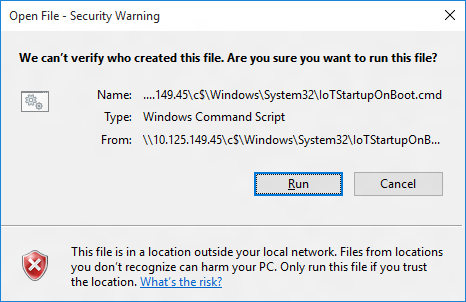 Open File - Security Warning
We can't verify who created this file. Are you sure you want to run this file?
Name: ....149.45\c$\Windows\System32\IoTStartupOnBoot.cmd
Type: Windows Command Script
From: \\10.125.149.45\c$\Windows\System32\IoTStartupOnB...
Run Cancel
This file is in a location outside your local network. Files from locations
you don't recognize can harm your PC. Only run this file if you trust
the location. What's the risk?